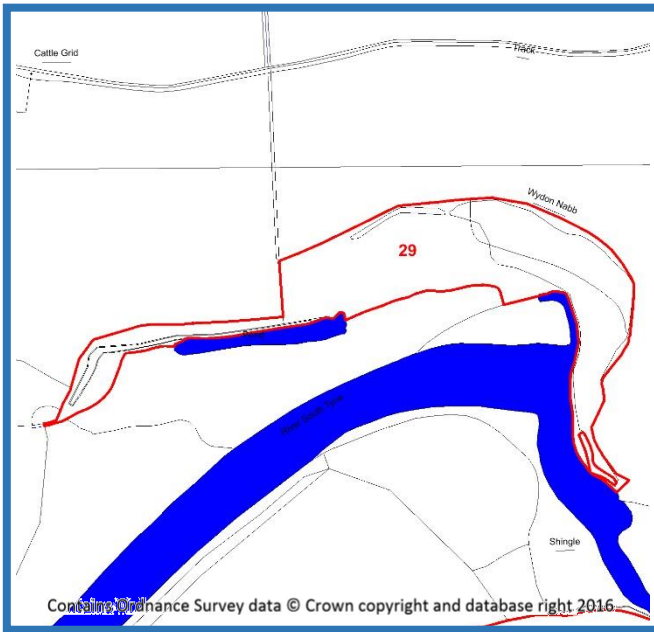 Cattle Grid
Track
Wydon Nabb
29
River South Tyne
Shingle
Contains Ordnance Survey data © Crown copyright and database right 2016